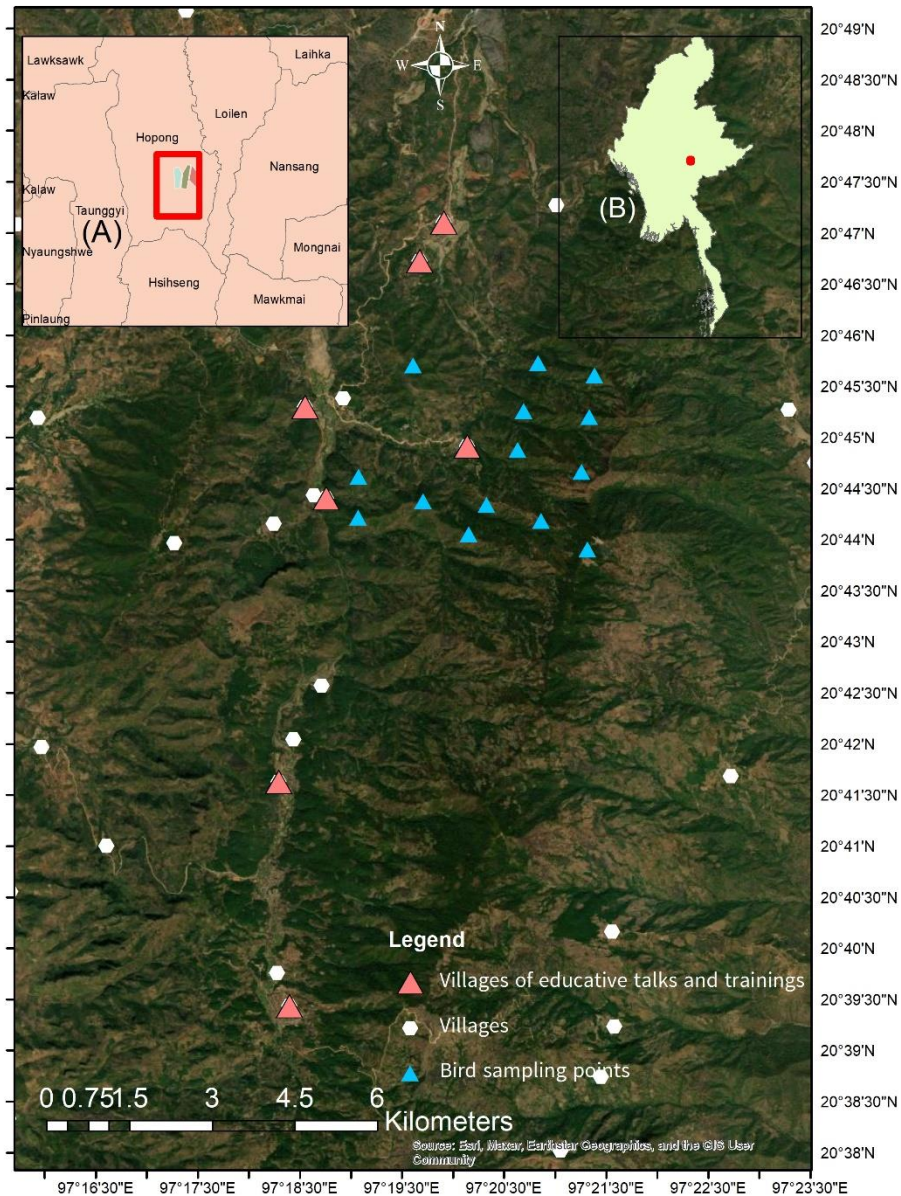 Lawksawk
Laihka
Kalaw
Loilen
Hopong
Nansang
Kalaw
Taunggyi
(A)
Nyaungshwe
Mongnai
Hsihseng
Mawkmai
Pinlaung
N
W E
S
(B)
20°49'N
20°48'30"N
20°48'N
20°47'30"N
20°47'N
20°46'30"N
20°46'N
20°45'30"N
20°45'N
20°44'30"N
20°44'N
20°43'30"N
20°43'N
20°42'30"N
20°42'N
20°41'30"N
20°41'N
20°40'30"N
20°40'N
20°39'30"N
20°39'N
20°38'30"N
20°38'N
Legend
Villages of educative talks and trainings
Villages
Bird sampling points
0 0.75 1.5 3 4.5 6
Kilometers
Source: Esri, Maxar, Earthstar Geographics, and the GIS User
Community
97°16'30"E 97°17'30"E 97°18'30"E 97°19'30"E 97°20'30"E 97°21'30"E 97°22'30"E 97°23'30"E